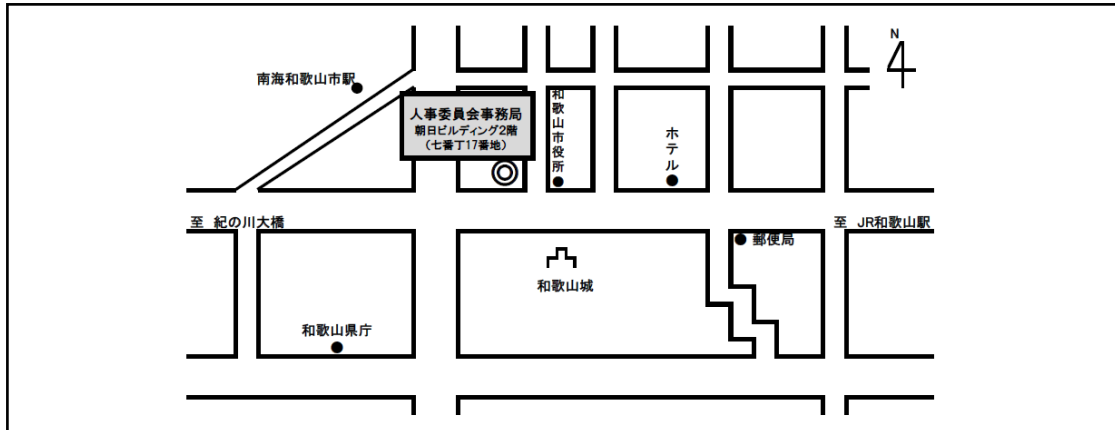 N
南海和歌山市駅
人事委員会事務局
朝日ビルディング2階
（七番丁17番地）
和歌山市役所
ホテル
至 紀の川大橋
至 JR和歌山駅
郵便局
和歌山城
和歌山県庁